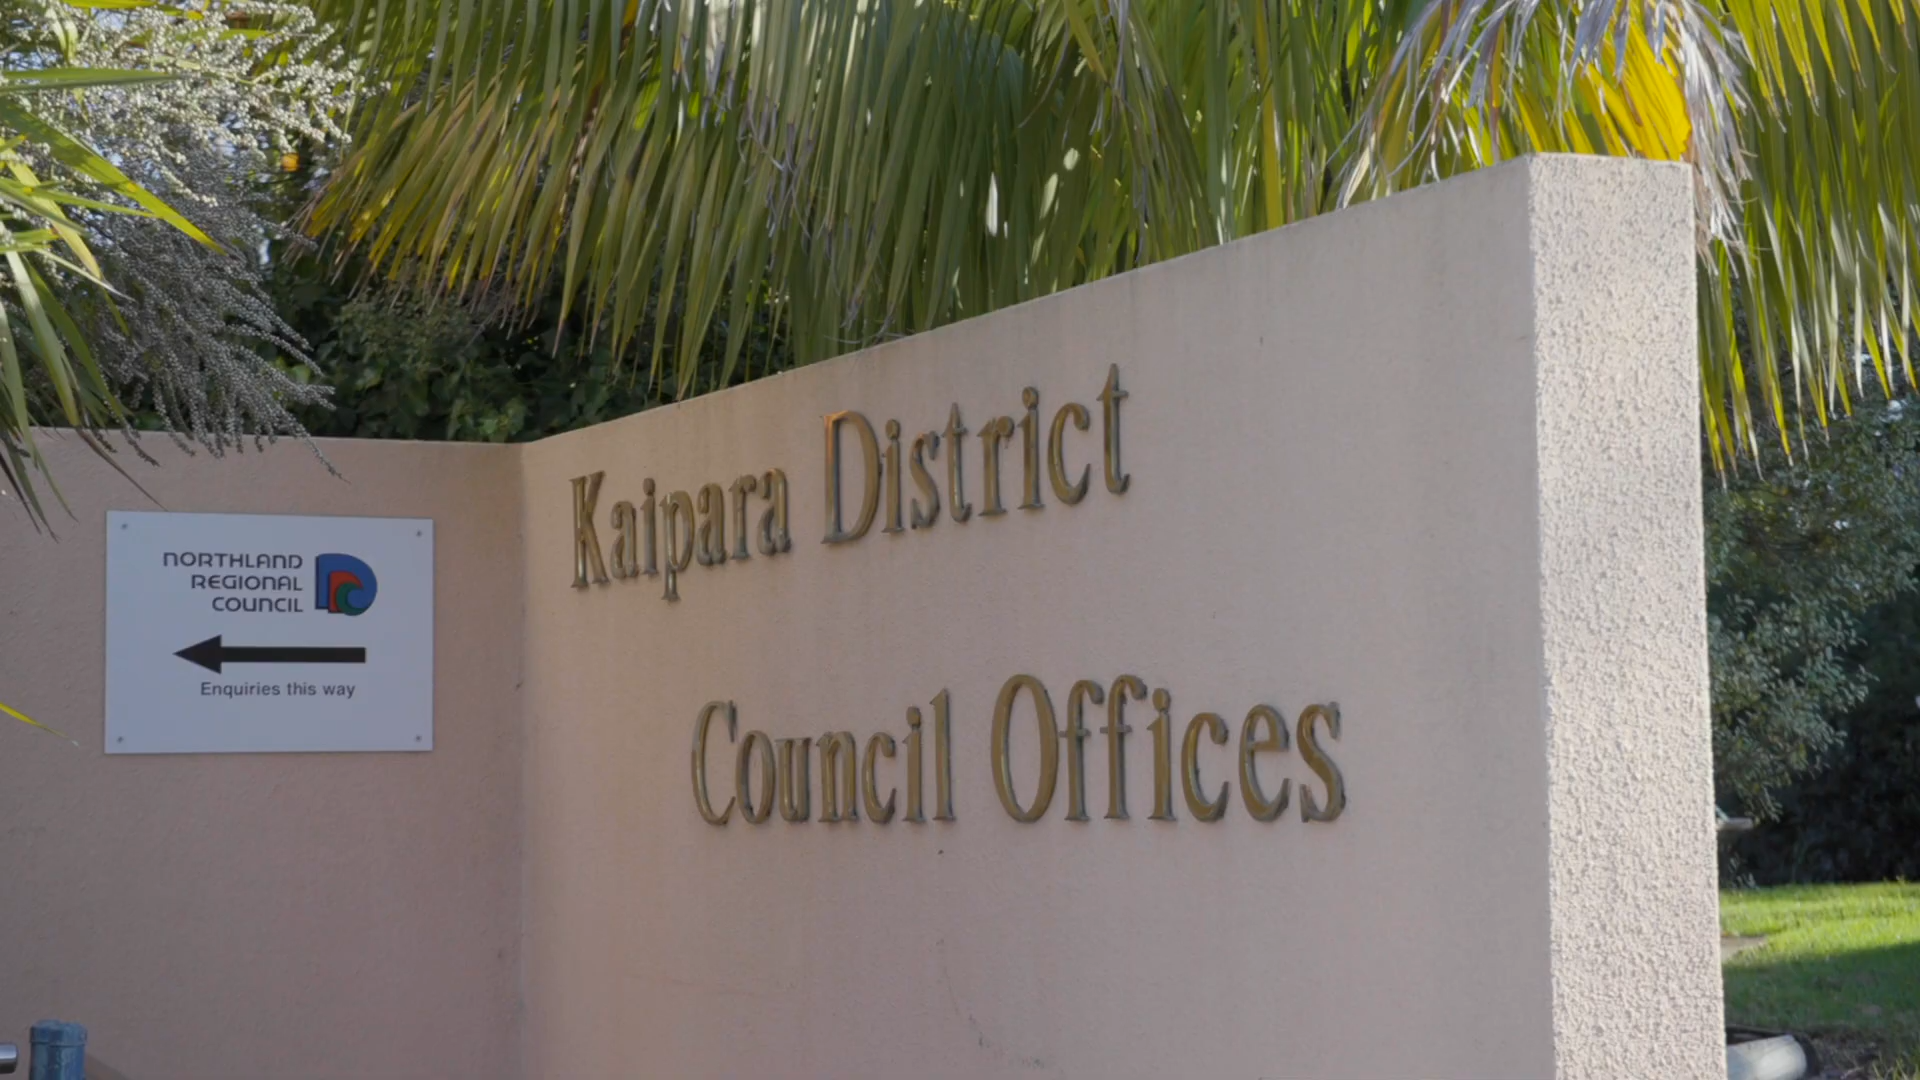 NORTHLAND
REGIONAL
COUNCIL
Enquiries this way
Kaipara District
Council Offices